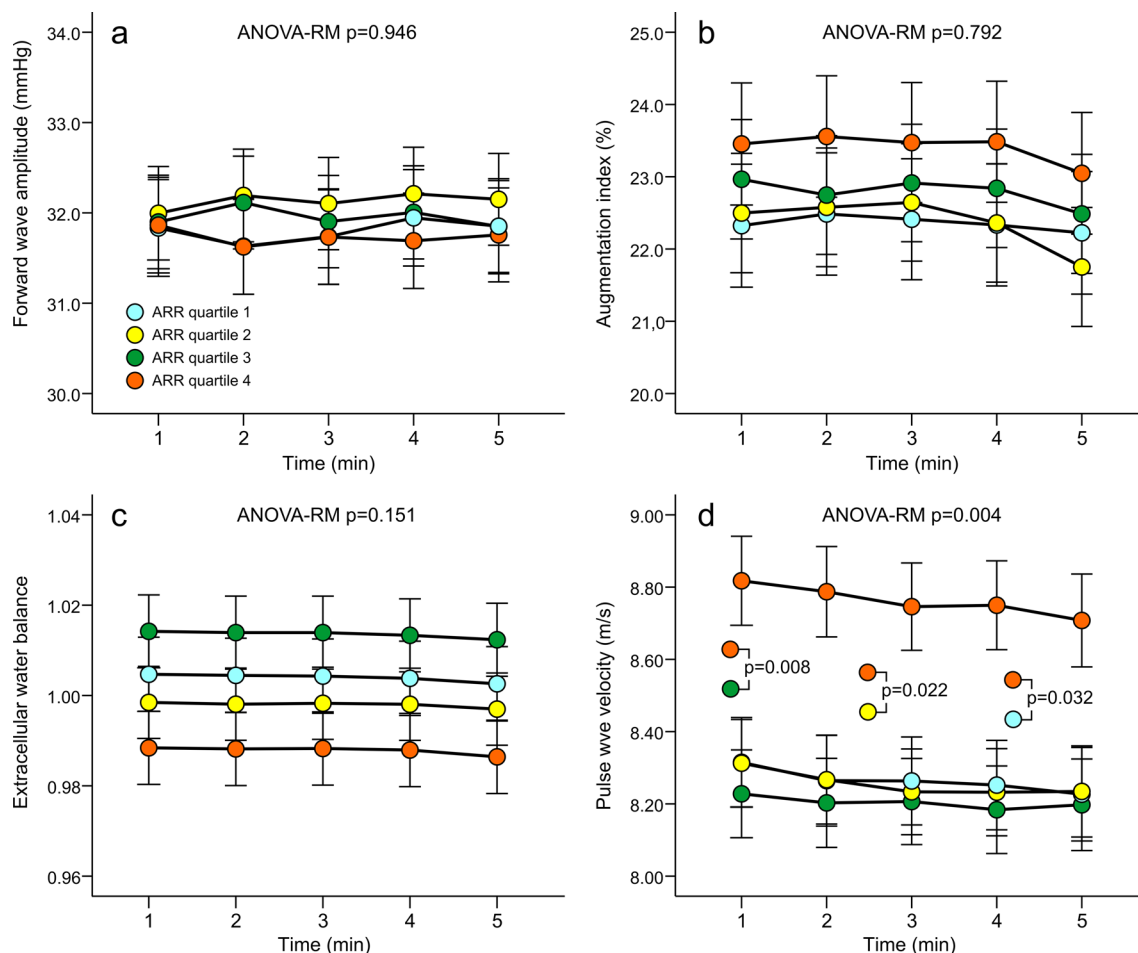 a
ANOVA-RM p=0.946
Forward wave amplitude (mmHg)
34.0
33.0
32.0
31.0
30.0
ARR quartile 1
ARR quartile 2
ARR quartile 3
ARR quartile 4
1 2 3 4 5
Time (min)
b
ANOVA-RM p=0.792
Augmentation index (%)
25.0
24.0
23.0
22.0
21.0
20.0
1 2 3 4 5
Time (min)
c
ANOVA-RM p=0.151
Extracellular water balance
1.04
1.02
1.00
0.98
0.96
1 2 3 4 5
Time (min)
d
ANOVA-RM p=0.004
Pulse wve velocity (m/s)
9.00
8.80
8.60
8.40
8.20
8.00
p=0.008
p=0.022
p=0.032
1 2 3 4 5
Time (min)